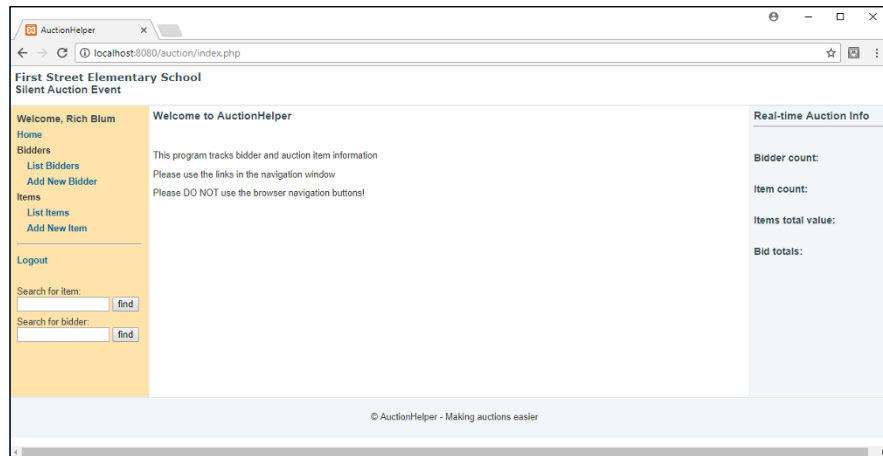 AuctionHelper
localhost:8080/auction/index.php
First Street Elementary School
Silent Auction Event
Welcome, Rich Blum
Home
Bidders
List Bidders
Add New Bidder
Items
List Items
Add New Item
Logout
Search for item:
find
Search for bidder:
find
Welcome to AuctionHelper
This program tracks bidder and auction item information
Please use the links in the navigation window
Please DO NOT use the browser navigation buttons!
Real-time Auction Info
Bidder count:
Item count:
Items total value:
Bid totals:
© AuctionHelper - Making auctions easier